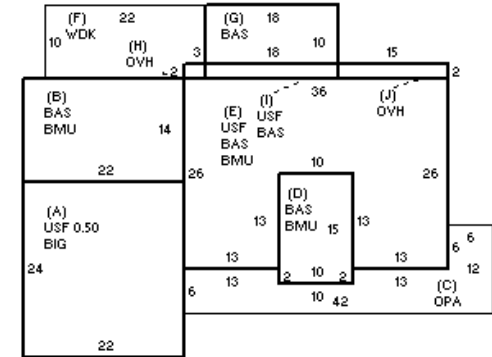 (F) 22
WDK
10
(H)
OVH
2
3
(G) 18
BAS
10
18
15
2
(B)
BAS
BMU
14
22
(E)
USF
BAS
BMU
(I)
USF
BAS
36
(J)
OVH
26
26
10
(D)
BAS
BMU 15
13
13
13
13
2 10 2
(A)
USF 0.50
BIG
24
22
6
13
10 42
13
6
6
12
(C)
OPA